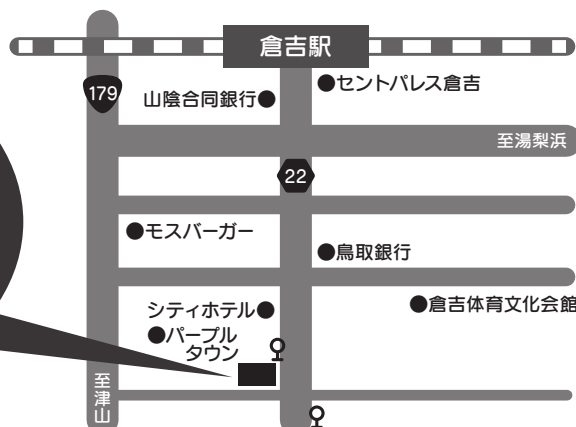 倉吉駅
179
山陰合同銀行●
●セントパレス倉吉
至湯梨浜
22
●モスバーガー
●鳥取銀行
シティホテル●
●倉吉体育文化会館
●パープル
タウン
至津山